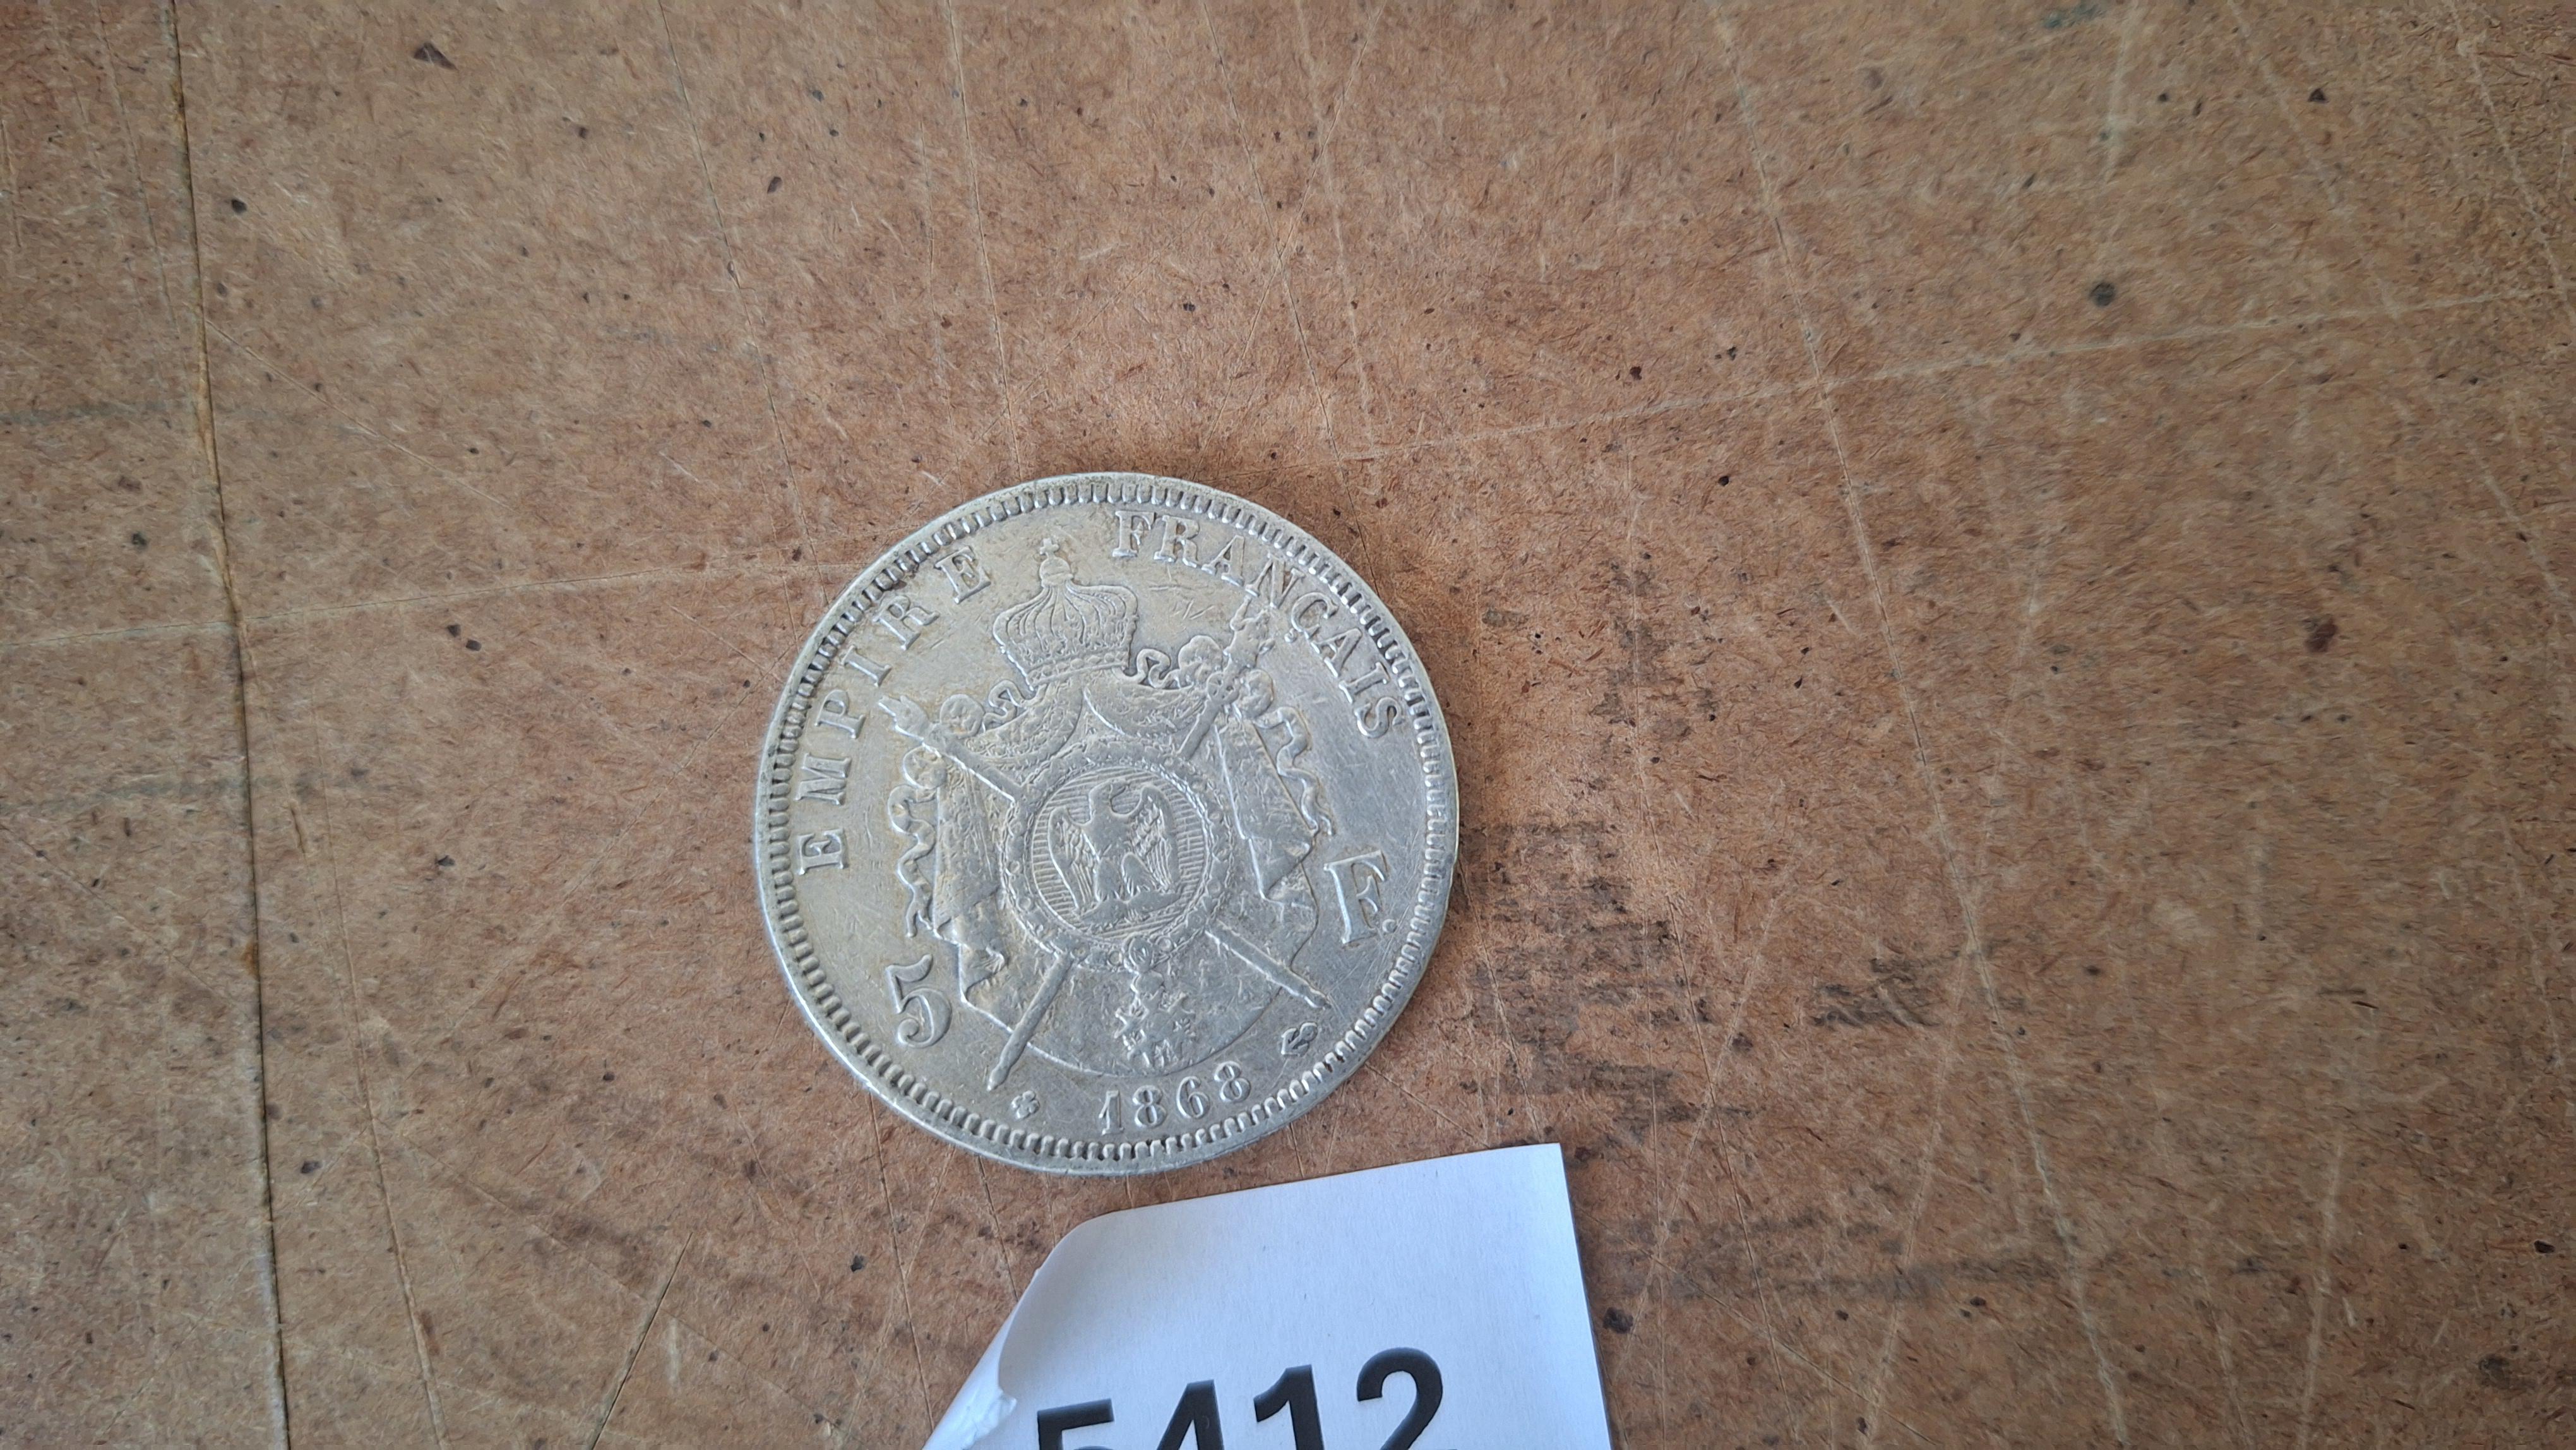 EMPIRE FRANÇAIS
5 F.
1868
5412